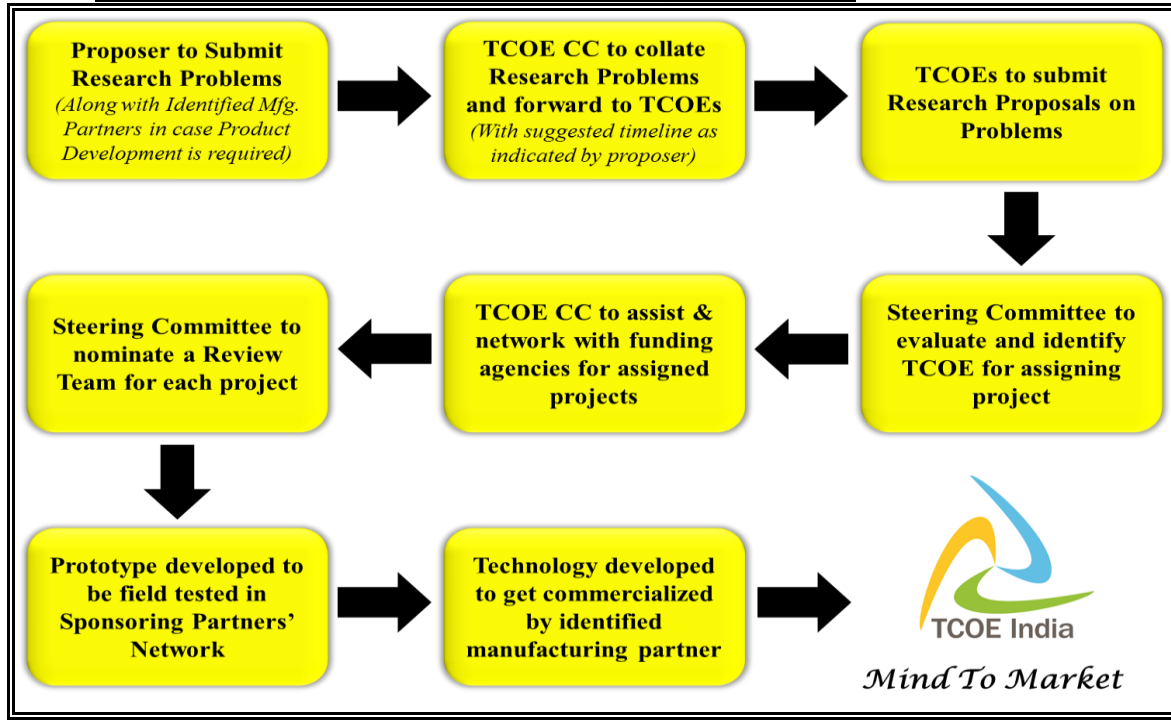 Proposer to Submit
Research Problems
(Along with Identified Mfg.
Partners in case Product
Development is required)
TCOE CC to collate
Research Problems
and forward to TCOEs
(With suggested timeline as
indicated by proposer)
TCOEs to submit
Research Proposals on
Problems
Steering Committee to
evaluate and identify
TCOE for assigning
project
TCOE CC to assist &
network with funding
agencies for assigned
projects
Steering Committee to
nominate a Review
Team for each project
Prototype developed to
be field tested in
Sponsoring Partners'
Network
Technology developed
to get commercialized
by identified
manufacturing partner
TCOE India
Mind To Market